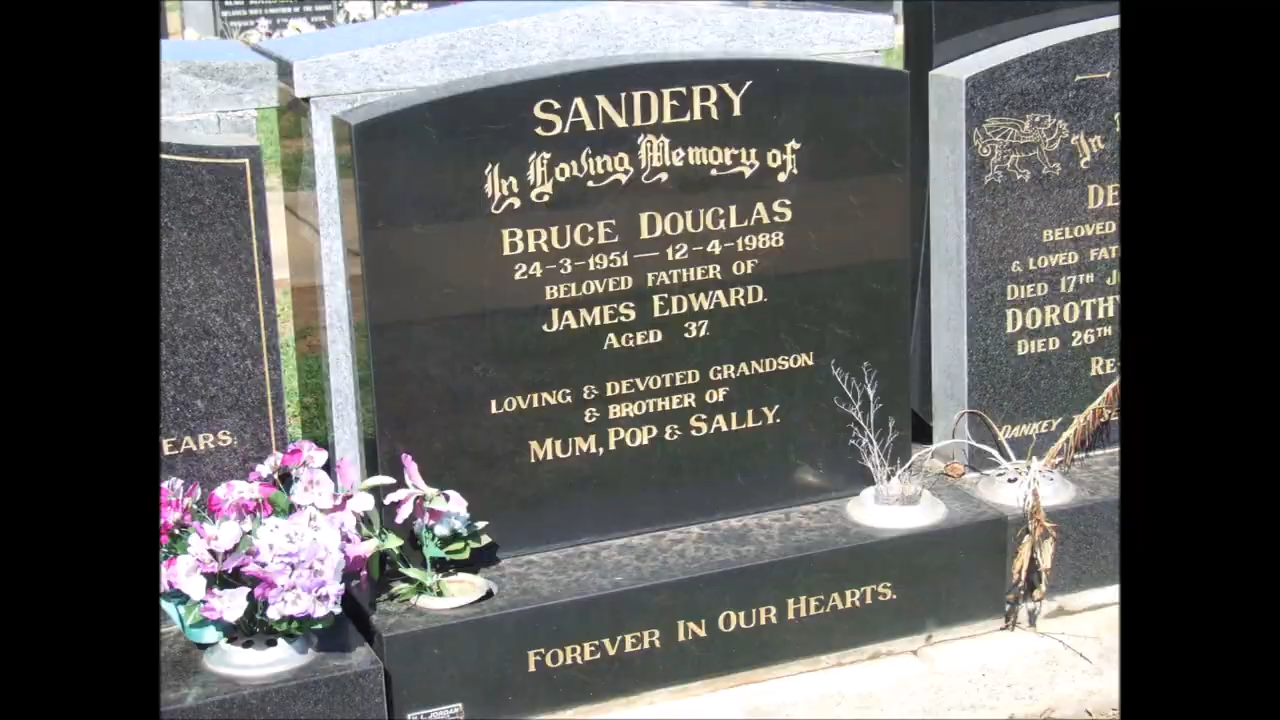 SANDERY
In Loving Memory of
BRUCE DOUGLAS
24-3-1951 — 12-4-1988
BELOVED FATHER OF
JAMES EDWARD.
AGED 37.
LOVING & DEVOTED GRANDSON
& BROTHER OF
MUM, POP & SALLY.
FOREVER IN OUR HEARTS.
EARS.
In
DE
BELOVED
& LOVED
DIED 17TH
DOROTHY
DIED 26TH